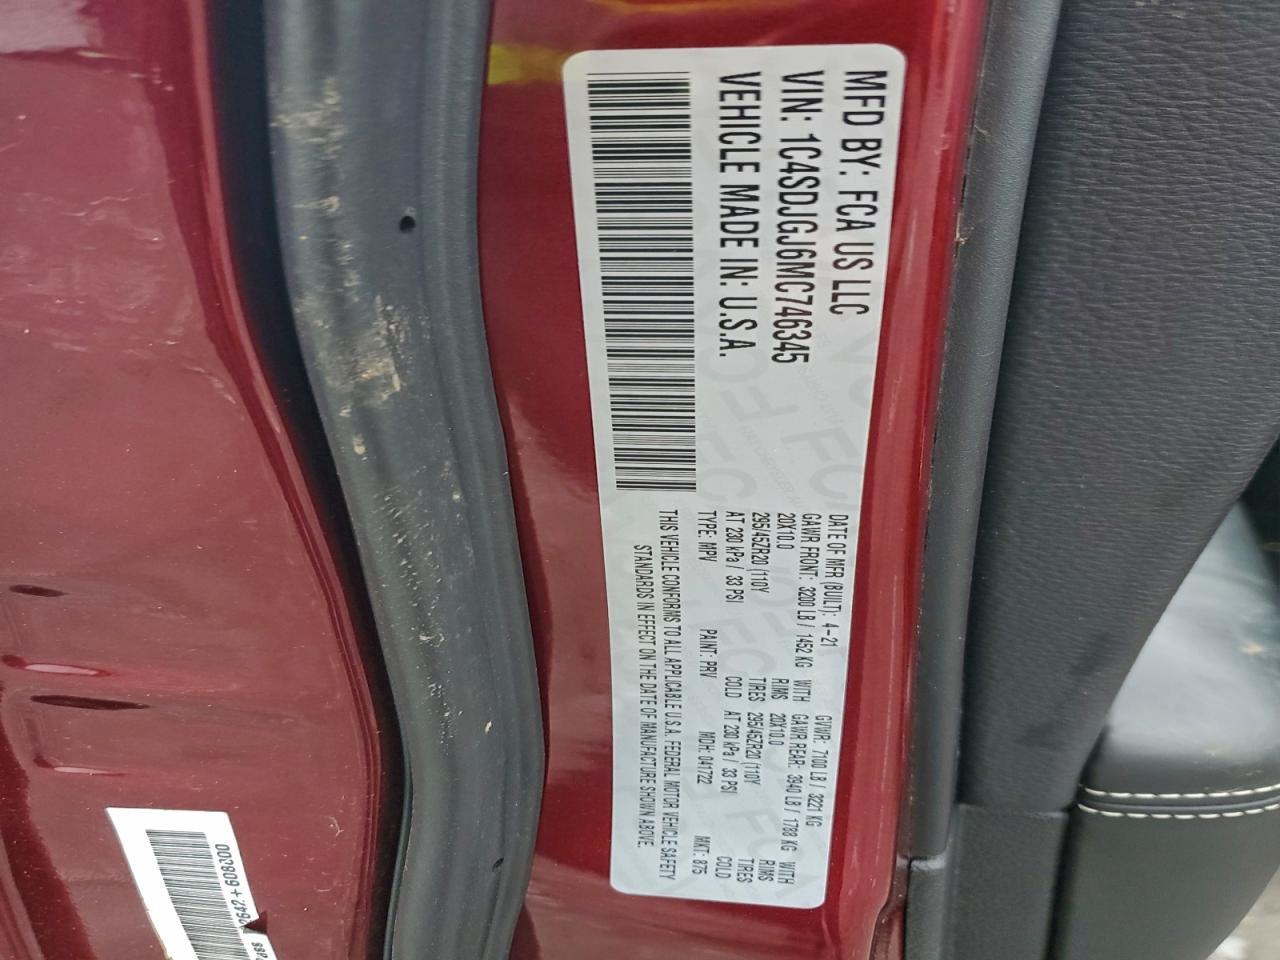 MFD BY: FCA US LLC
VIN: 1C4SDJGJ6MC746345
VEHICLE MADE IN: U.S.A.
DATE OF MFR (BUILT): 4-21 GVWR: 7100 LB / 3221 KG
GAWR FRONT: 3200 LB / 1452 KG WITH GAWR REAR: 3940 LB / 1788 KG WITH
20X10.0 RIMS 20X10.0 RIMS
295/45ZR20 (110Y TIRES 295/45ZR20 (110Y TIRES
AT 230 kPa / 33 PSI COLD AT 230 kPa / 33 PSI COLD
TYPE: MPV PAINT: PRV MDH: 041722 MKT: 875
THIS VEHICLE CONFORMS TO ALL APPLICABLE U.S.A. FEDERAL MOTOR VEHICLE SAFETY
STANDARDS IN EFFECT ON THE DATE OF MANUFACTURE SHOWN ABOVE.